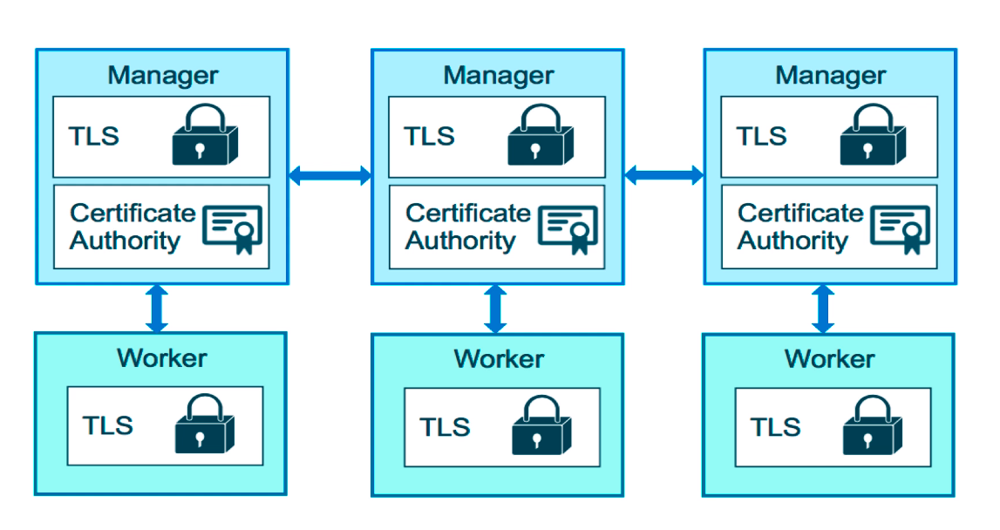 Manager
TLS
Certificate
Authority
Manager
TLS
Certificate
Authority
Manager
TLS
Certificate
Authority
Worker
TLS
Worker
TLS
Worker
TLS